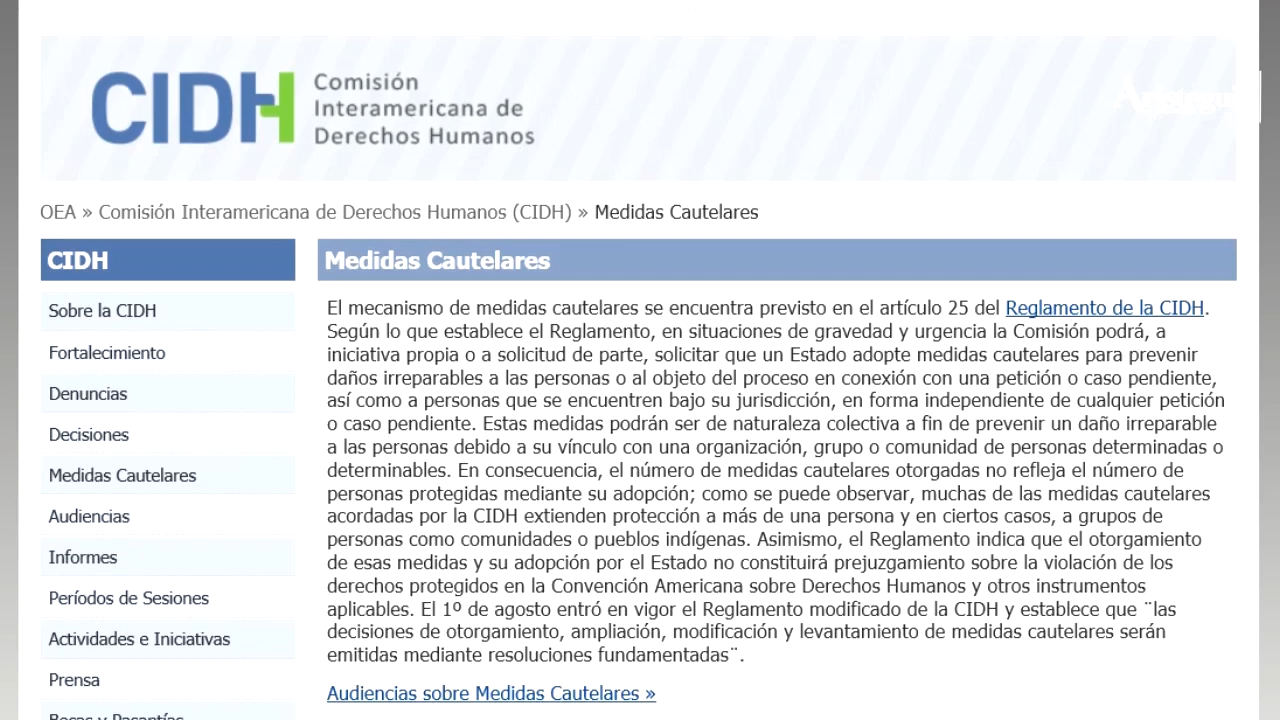 CIDH
Comisión
Interamericana de
Derechos Humanos
OEA » Comisión Interamericana de Derechos Humanos (CIDH) » Medidas Cautelares
CIDH
Sobre la CIDH
Fortalecimiento
Denuncias
Decisiones
Medidas Cautelares
Audiencias
Informes
Períodos de Sesiones
Actividades e Iniciativas
Prensa
Becas y Pasantías
Medidas Cautelares
El mecanismo de medidas cautelares se encuentra previsto en el artículo 25 del Reglamento de la CIDH.
Según lo que establece el Reglamento, en situaciones de gravedad y urgencia la Comisión podrá, a
iniciativa propia o a solicitud de parte, solicitar que un Estado adopte medidas cautelares para prevenir
daños irreparables a las personas o al objeto del proceso en conexión con una petición o caso pendiente,
así como a personas que se encuentren bajo su jurisdicción, en forma independiente de cualquier petición
o caso pendiente. Estas medidas podrán ser de naturaleza colectiva a fin de prevenir un daño irreparable
a las personas debido a su vínculo con una organización, grupo o comunidad de personas determinadas o
determinables. En consecuencia, el número de medidas cautelares otorgadas no refleja el número de
personas protegidas mediante su adopción; como se puede observar, muchas de las medidas cautelares
acordadas por la CIDH extienden protección a más de una persona y en ciertos casos, a grupos de
personas como comunidades o pueblos indígenas. Asimismo, el Reglamento indica que el otorgamiento
de esas medidas y su adopción por el Estado no constituirá prejuzgamiento sobre la violación de los
derechos protegidos en la Convención Americana sobre Derechos Humanos y otros instrumentos
aplicables. El 1º de agosto entró en vigor el Reglamento modificado de la CIDH y establece que ¨las
decisiones de otorgamiento, ampliación, modificación y levantamiento de medidas cautelares serán
emitidas mediante resoluciones fundamentadas¨.
Audiencias sobre Medidas Cautelares »